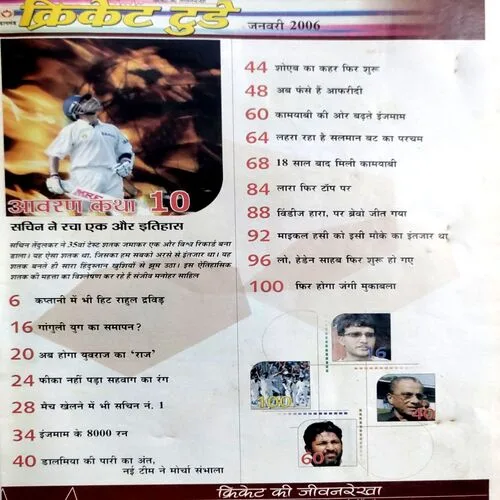 क्रिकेट टुडे
जनवरी 2006
MRF
आवरण कथा 10
सचिन ने रचा एक और इतिहास
सचिन तेंदुलकर ने 35वां टेस्ट शतक जमाकर एक और विश्व रिकार्ड बना
डाला। यह ऐसा शतक था, जिसका हम सबको अरसे से इंतजार था। यह
शतक बनते ही सारा हिन्दुस्तान खुशियों से झूम उठा। इस ऐतिहासिक
शतक की महत्ता का विश्लेषण कर रहे हैं संजीव मनोहर साहिल
6 कप्तानी में भी हिट राहुल द्रविड़
16 गांगुली युग का समापन?
20 अब होगा युवराज का 'राज'
24 फीका नहीं पड़ा सहवाग का रंग
28 मैच खेलने में भी सचिन नं. 1
34 इंजमाम के 8000 रन
40 डालमिया की पारी का अंत,
नई टीम ने मोर्चा संभाला
44 शोएब का कहर फिर शुरू
48 अब फंसे हैं आफरीदी
60 कामयाबी की ओर बढ़ते इंजमाम
64 लहरा रहा है सलमान बट का परचम
68 18 साल बाद मिली कामयाबी
84 लारा फिर टॉप पर
88 विंडीज हारा, पर ब्रेवो जीत गया
92 माइकल हसी को इसी मौके का इंतजार था
96 लो, हेडेन साहब फिर शुरू हो गए
100 फिर होगा जंगी मुकाबला
16
100
40
60
क्रिकेट की जीवनरेखा